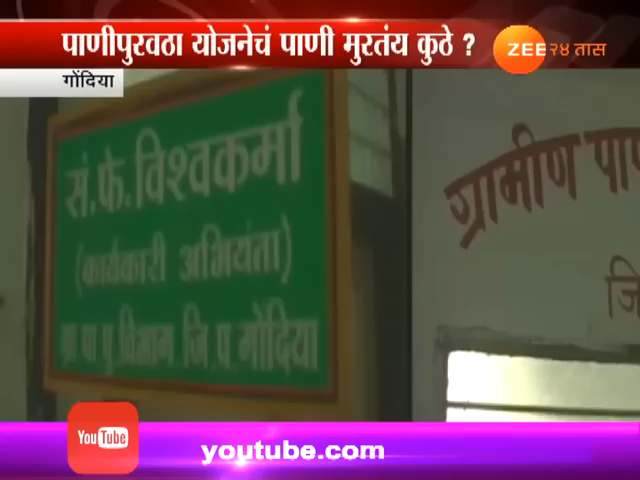 पाणीपुरवठा योजनेचं पाणी मुरतंय कुठे ?
ZEE २४ तास
गोंदिया
सं.फे.विश्वकर्मा
(कार्यकारी अभियंता)
ग्रा पा पु.विभाग जि.प.गोंदिया
ग्रामीण पाण
जि
YouTube
youtube.com